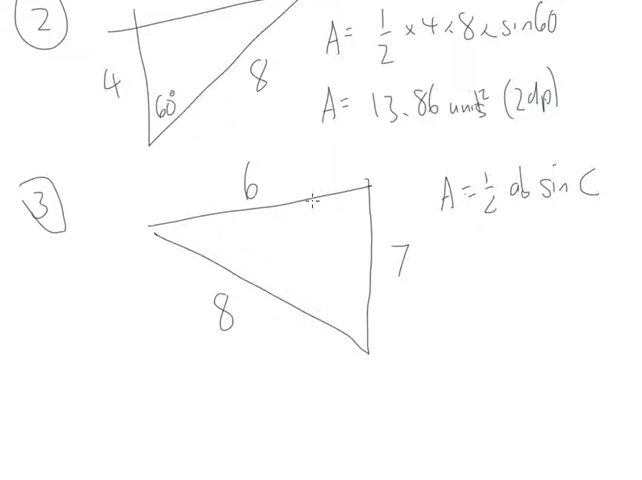 2
A = 1/2 × 4 × 8 × sin60
4
8
60°
A = 13.86 units² (2dp)
3
6
A = 1/2 ab sin C
7
8